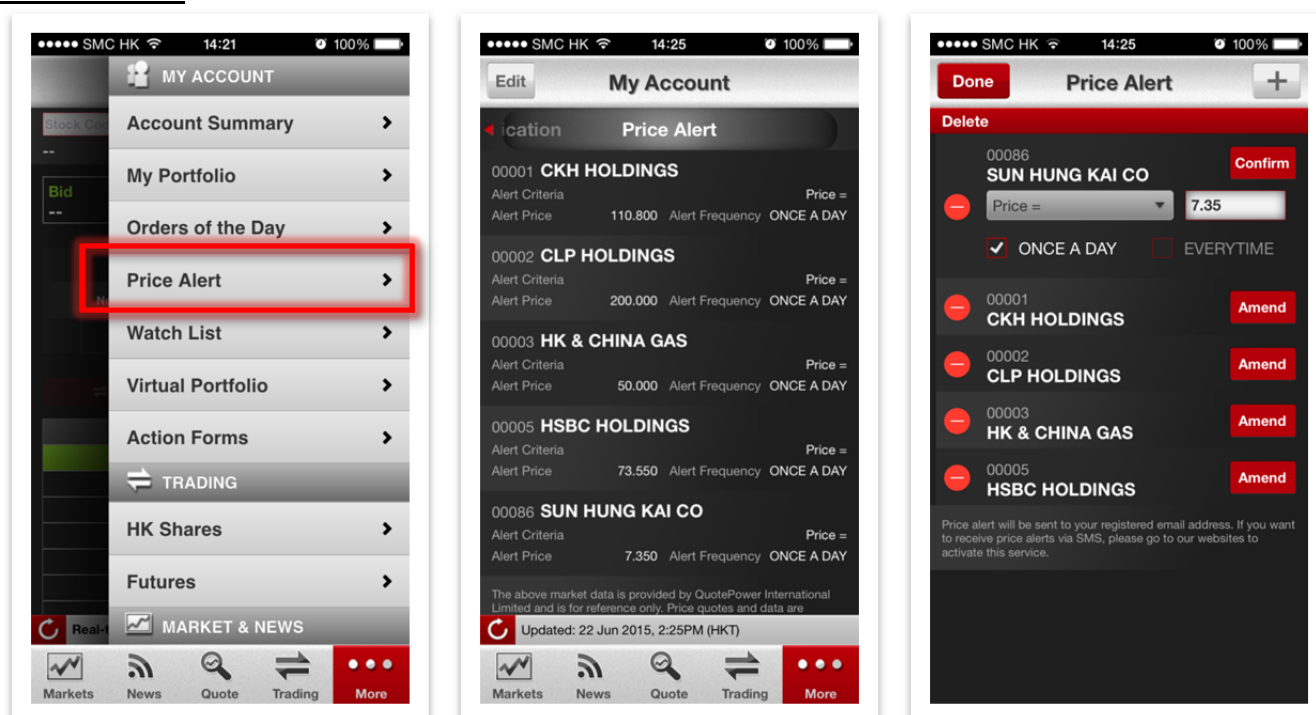 SMC HK 14:21 100%
MY ACCOUNT
Stock
Account Summary
--
My Portfolio
Bid
--
Orders of the Day
Price Alert
Watch List
Virtual Portfolio
Action Forms
TRADING
HK Shares
Futures
MARKET & NEWS
Markets News Quote Trading More
SMC HK 14:25 100%
Edit My Account
ication Price Alert
00001 CKH HOLDINGS
Alert Criteria Price =
Alert Price 110.800 Alert Frequency ONCE A DAY
00002 CLP HOLDINGS
Alert Criteria Price =
Alert Price 200.000 Alert Frequency ONCE A DAY
00003 HK & CHINA GAS
Alert Criteria Price =
Alert Price 50.000 Alert Frequency ONCE A DAY
00005 HSBC HOLDINGS
Alert Criteria Price =
Alert Price 73.550 Alert Frequency ONCE A DAY
00086 SUN HUNG KAI CO
Alert Criteria Price =
Alert Price 7.350 Alert Frequency ONCE A DAY
The above market data is provided by QuotePower International
Limited and is for reference only. Price quotes and data are
Updated: 22 Jun 2015, 2:25PM (HKT)
Markets News Quote Trading More
SMC HK 14:25 100%
Done Price Alert +
Delete
00086
SUN HUNG KAI CO Confirm
Price = 7.35
ONCE A DAY EVERYTIME
00001
CKH HOLDINGS Amend
00002
CLP HOLDINGS Amend
00003
HK & CHINA GAS Amend
00005
HSBC HOLDINGS Amend
Price alert will be sent to your registered email address. If you want
to receive price alerts via SMS, please go to our websites to
activate this service.